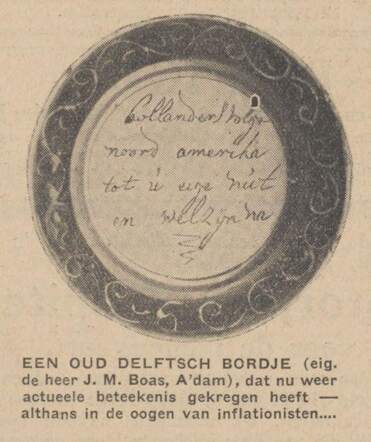 Hollanders volgt
noord amerika
tot u eige nut
en welzijn na
EEN OUD DELFTSCH BORDJE (eig.
de heer J. M. Boas, A'dam), dat nu weer
actueele beteekenis gekregen heeft —
althans in de oogen van inflationisten....